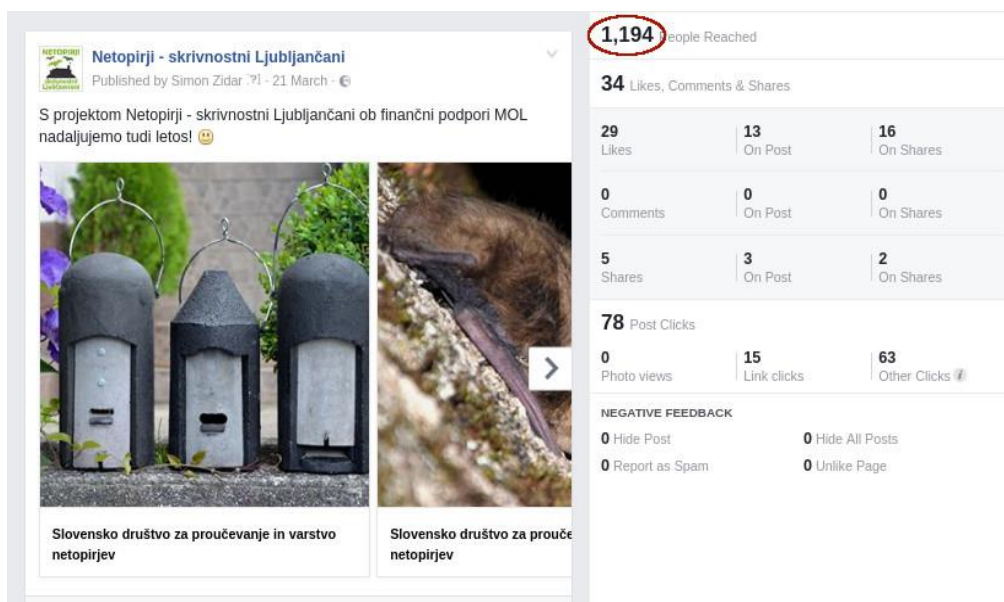 NETOPIRJI
Netopirji - skrivnostni Ljubljančani
Published by Simon Zidar [?] · 21 March ·
S projektom Netopirji - skrivnostni Ljubljančani ob finančni podpori MOL
nadaljujemo tudi letos!
Slovensko društvo za proučevanje in varstvo
netopirjev
Slovensko društvo za prouče
netopirjev
1,194 People Reached
34 Likes, Comments & Shares
29 13 16
Likes On Post On Shares
0 0 0
Comments On Post On Shares
5 3 2
Shares On Post On Shares
78 Post Clicks
0 15 63
Photo views Link clicks Other Clicks i
NEGATIVE FEEDBACK
0 Hide Post 0 Hide All Posts
0 Report as Spam 0 Unlike Page